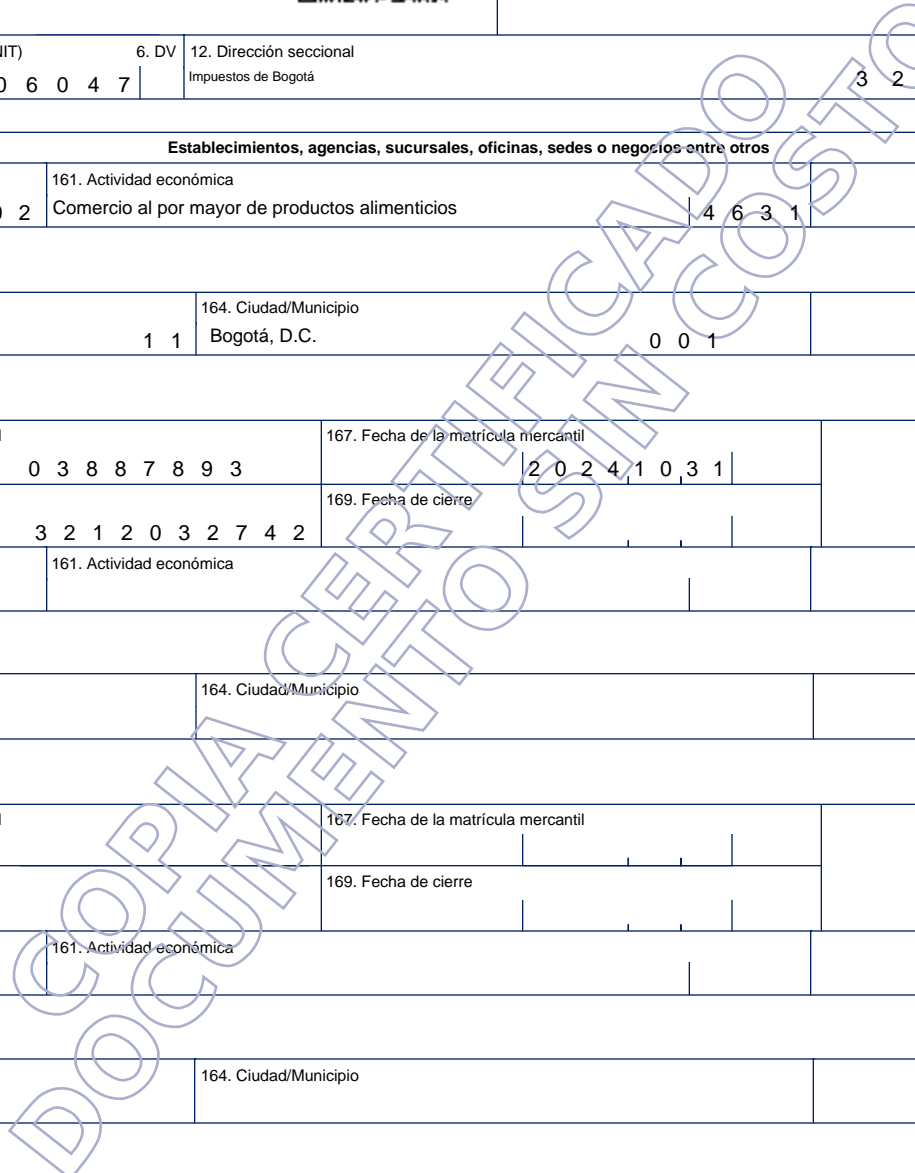 IIT) 6. DV 12. Dirección seccional
0 6 0 4 7 Impuestos de Bogotá 3 2
Establecimientos, agencias, sucursales, oficinas, sedes o negocios entre otros
161. Actividad económica
0 2 Comercio al por mayor de productos alimenticios 4 6 3 1
164. Ciudad/Municipio
1 1 Bogotá, D.C. 0 0 1
167. Fecha de la matrícula mercantil
0 3 8 8 7 8 9 3 2 0 2 4 1 0 3 1
169. Fecha de cierre
3 2 1 2 0 3 2 7 4 2
161. Actividad económica
164. Ciudad/Municipio
167. Fecha de la matrícula mercantil
169. Fecha de cierre
161. Actividad económica
164. Ciudad/Municipio
COPIA CERTIFICADO
DOCUMENTO SIN COSTO